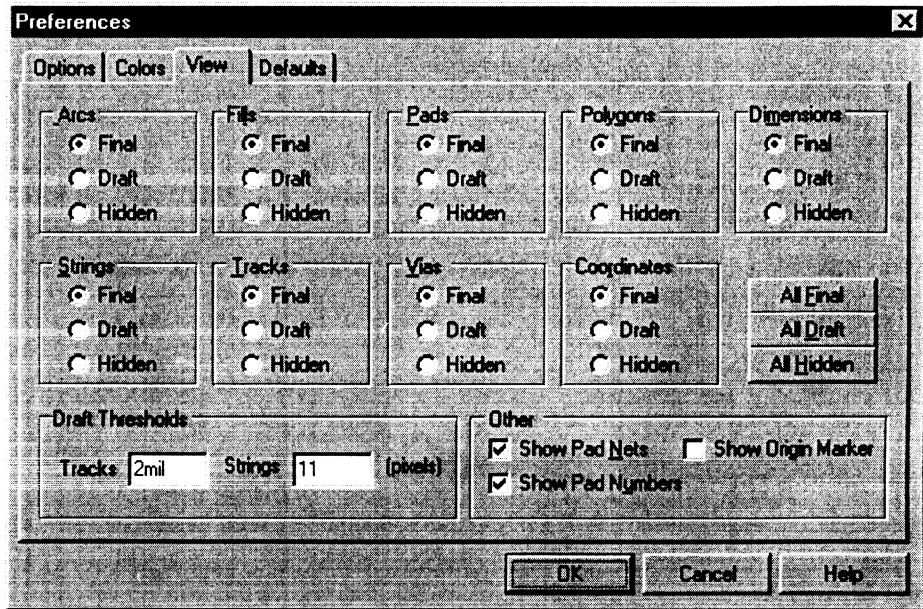 Preferences
Options Colors View Defaults
Arcs Fills Pads Polygons Dimensions
Final Final Final Final Final
Draft Draft Draft Draft Draft
Hidden Hidden Hidden Hidden Hidden
Strings Tracks Vias Coordinates
Final Final Final Final All Final
Draft Draft Draft Draft All Draft
Hidden Hidden Hidden Hidden All Hidden
Draft Thresholds Other
Show Pad Nets Show Origin Marker
Tracks 2mil Strings 11 (pixels)
Show Pad Numbers
OK Cancel Help